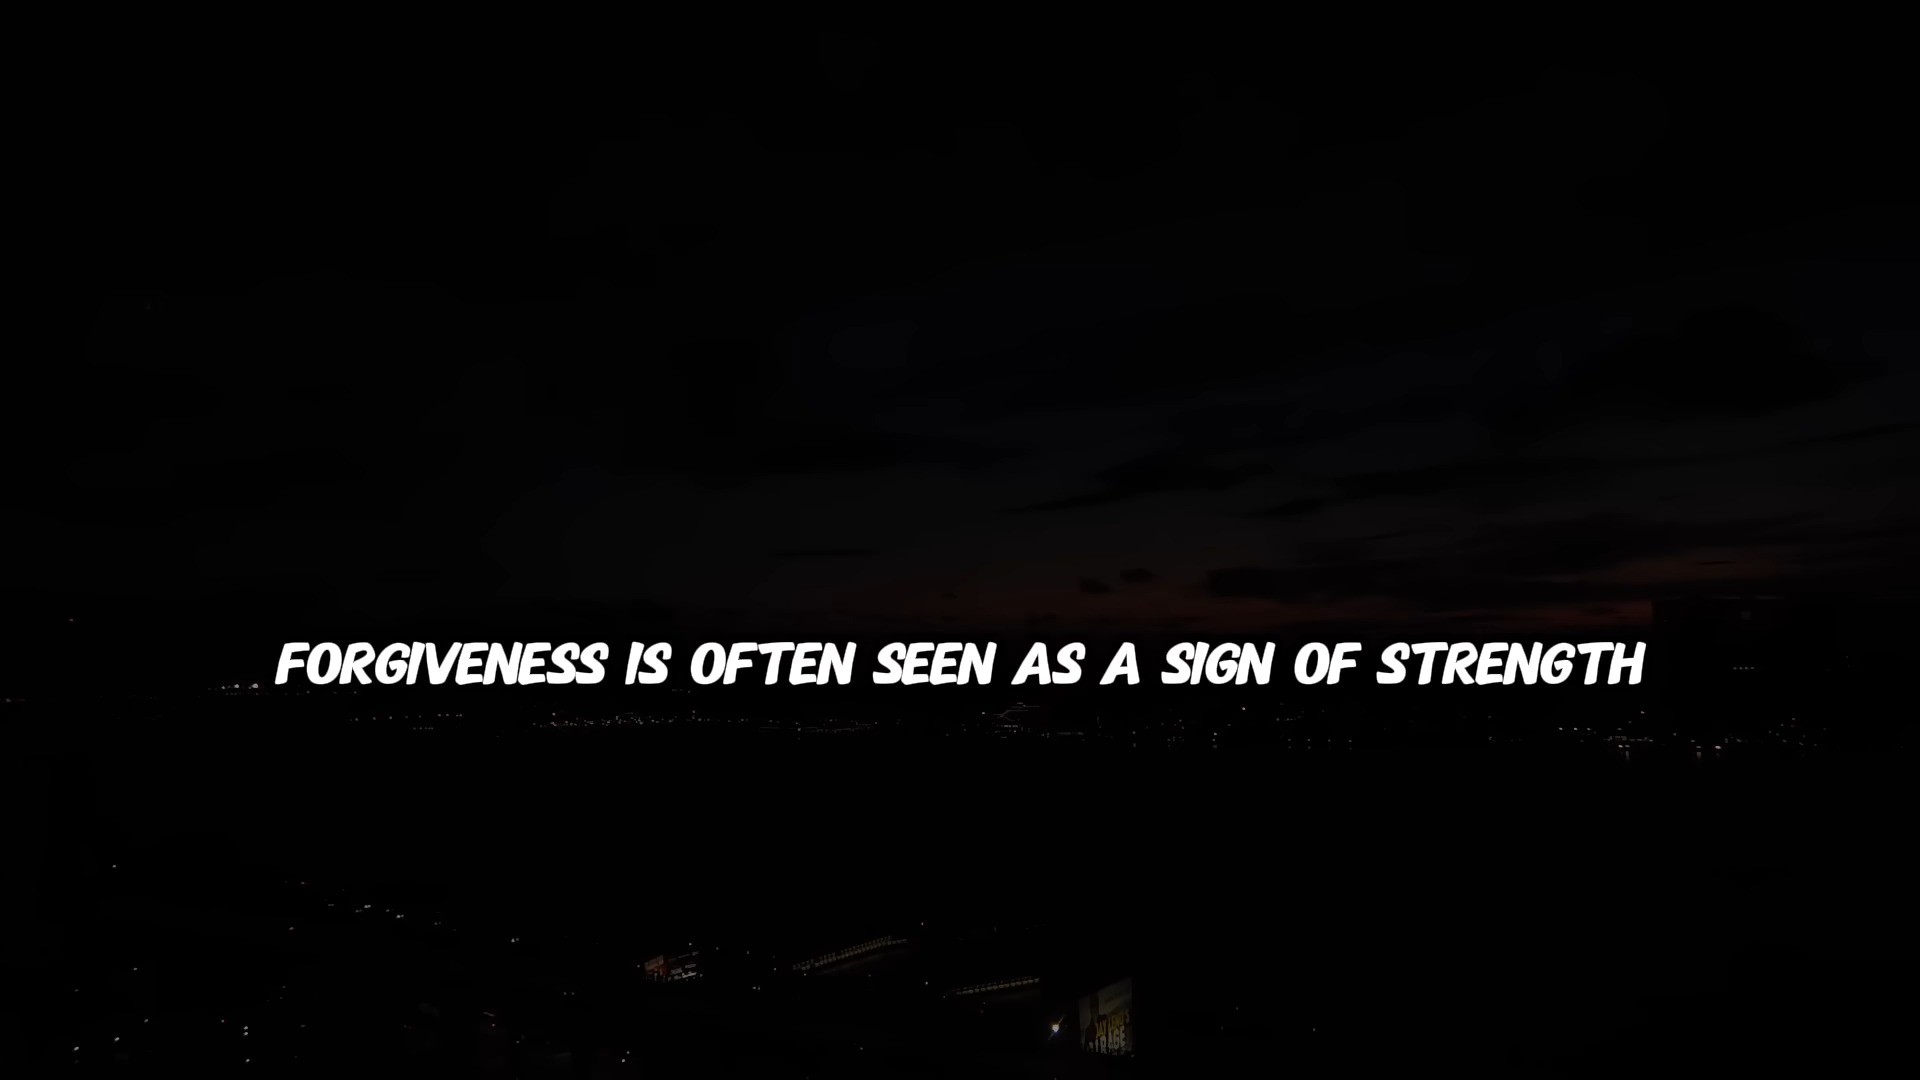 FORGIVENESS IS OFTEN SEEN AS A SIGN OF STRENGTH